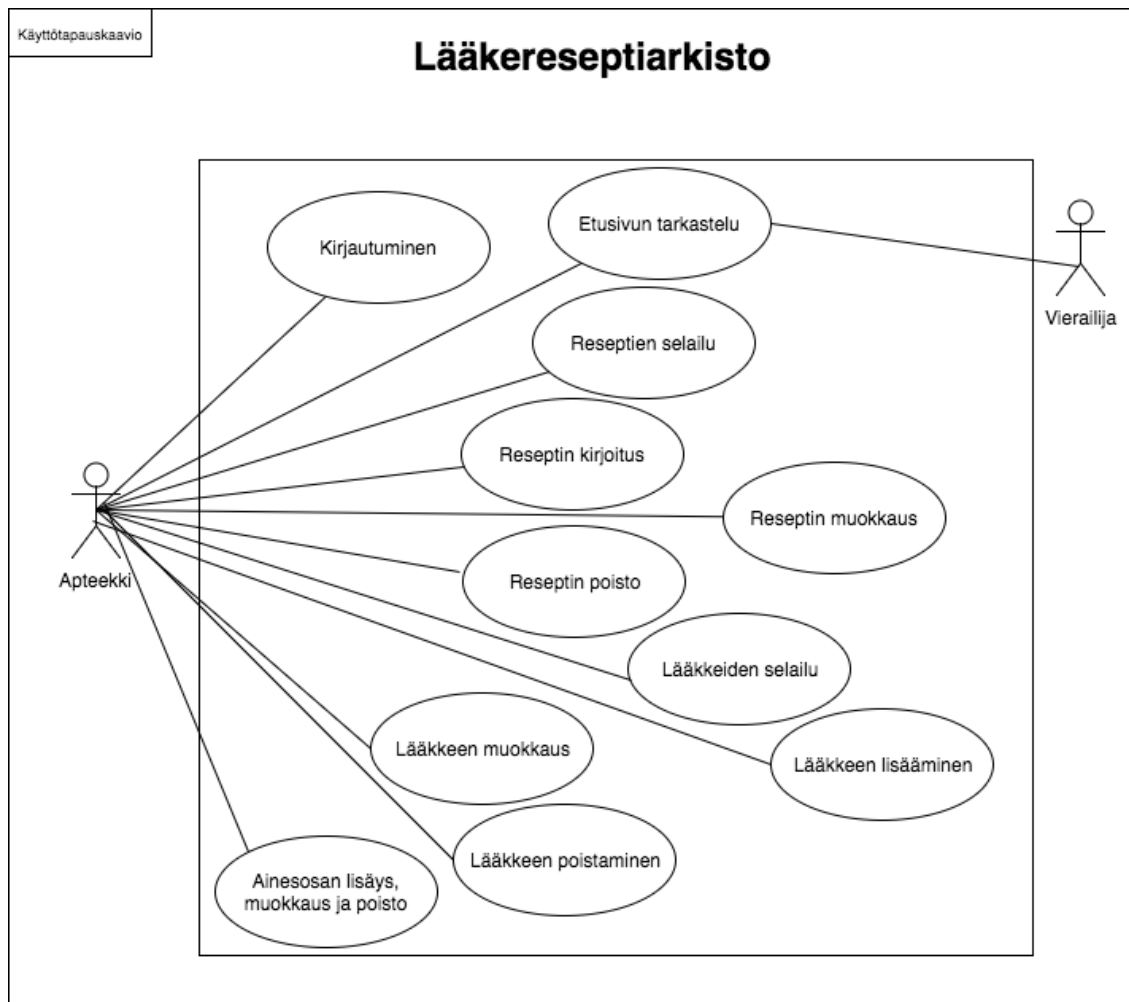 Käyttötapauskaavio
Lääkereseptiarkisto
Kirjautuminen
Etusivun tarkastelu
Vierailija
Reseptien selailu
Reseptin kirjoitus
Reseptin muokkaus
Apteekki
Reseptin poisto
Lääkkeiden selailu
Lääkkeen muokkaus
Lääkkeen lisääminen
Lääkkeen poistaminen
Ainesosan lisäys,
muokkaus ja poisto